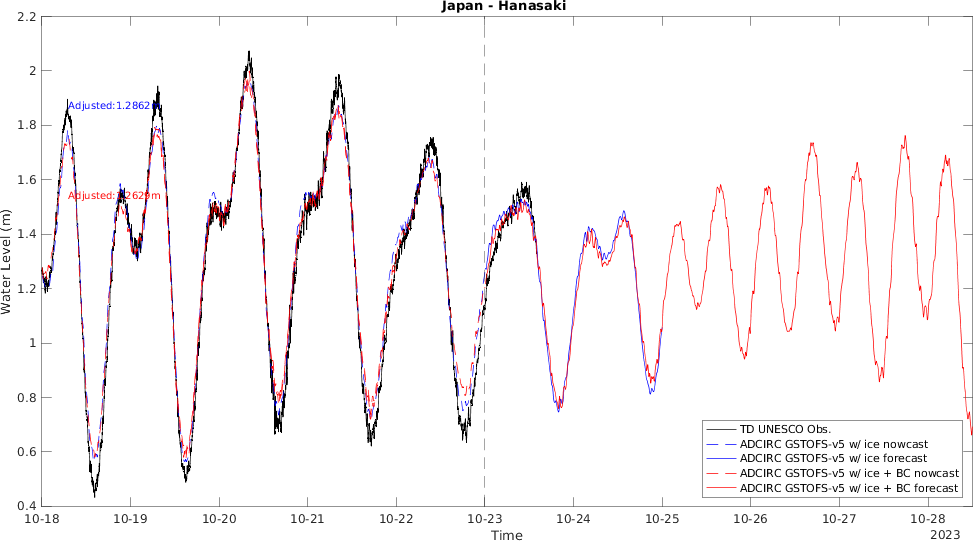 Japan - Hanasaki
2.2
2
1.8
1.6
1.4
1.2
1
0.8
0.6
0.4
Water Level (m)
Adjusted:1.2862m
Adjusted:1.2629m
TD UNESCO Obs.
ADCIRC GSTOFS-v5 w/ ice nowcast
ADCIRC GSTOFS-v5 w/ ice forecast
ADCIRC GSTOFS-v5 w/ ice + BC nowcast
ADCIRC GSTOFS-v5 w/ ice + BC forecast
10-18 10-19 10-20 10-21 10-22 10-23 10-24 10-25 10-26 10-27 10-28
2023
Time